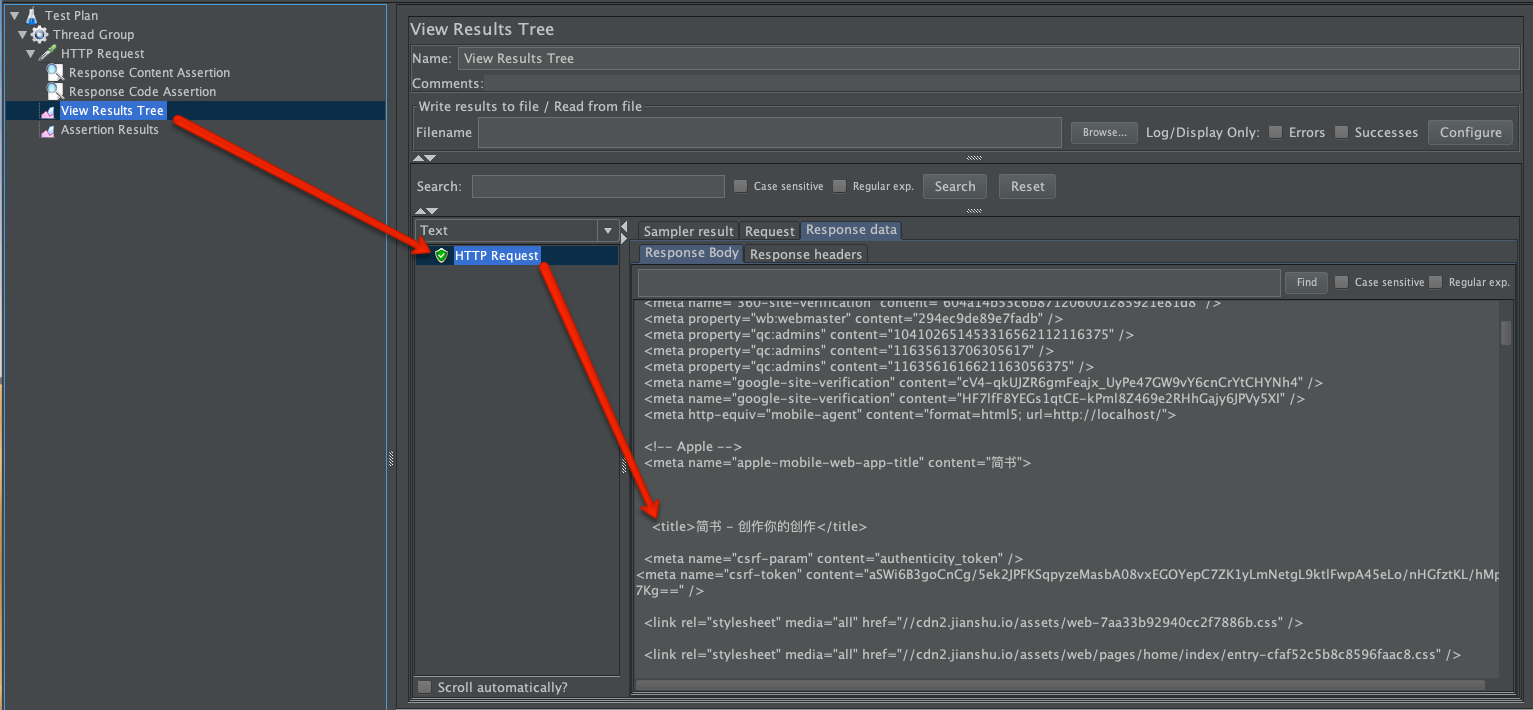 Test Plan
Thread Group
HTTP Request
Response Content Assertion
Response Code Assertion
View Results Tree
Assertion Results
View Results Tree
Name: View Results Tree
Comments:
Write results to file / Read from file
Filename Browse... Log/Display Only: Errors Successes Configure
Search: Case sensitive Regular exp. Search Reset
Text
HTTP Request
Scroll automatically?
Sampler result Request Response data
Response Body Response headers
Find Case sensitive Regular exp.
<meta name="360-site-verification" content="604a14b53c6b871206001285921e81d8" />
<meta property="wb:webmaster" content="294ec9de89e7fadb" />
<meta property="qc:admins" content="104102651453316562112116375" />
<meta property="qc:admins" content="11635613706305617" />
<meta property="qc:admins" content="1163561616621163056375" />
<meta name="google-site-verification" content="cV4-qkUJZR6gmFeajx_UyPe47GW9vY6cnCrYtCHYNh4" />
<meta name="google-site-verification" content="HF7lfF8YEGs1qtCE-kPml8Z469e2RHhGajy6JPVy5XI" />
<meta http-equiv="mobile-agent" content="format=html5; url=http://localhost/">
<!-- Apple -->
<meta name="apple-mobile-web-app-title" content="简书">
<title>简书 - 创作你的创作</title>
<meta name="csrf-param" content="authenticity_token" />
<meta name="csrf-token" content="aSWi6B3goCnCg/5ek2JPFKSqpyzeMasbA08vxEGOYepC7ZK1yLmNetgL9ktlFwpA45eLo/nHGfztKL/hMp
7Kg==" />
<link rel="stylesheet" media="all" href="//cdn2.jianshu.io/assets/web-7aa33b92940cc2f7886b.css" />
<link rel="stylesheet" media="all" href="//cdn2.jianshu.io/assets/web/pages/home/index/entry-cfaf52c5b8c8596faac8.css" />